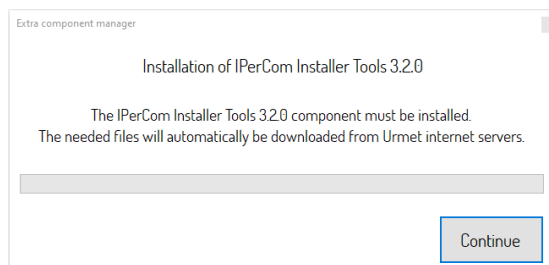 Extra component manager
Installation of IPerCom Installer Tools 3.2.0
The IPerCom Installer Tools 3.2.0 component must be installed.
The needed files will automatically be downloaded from Urmet internet servers.
Continue